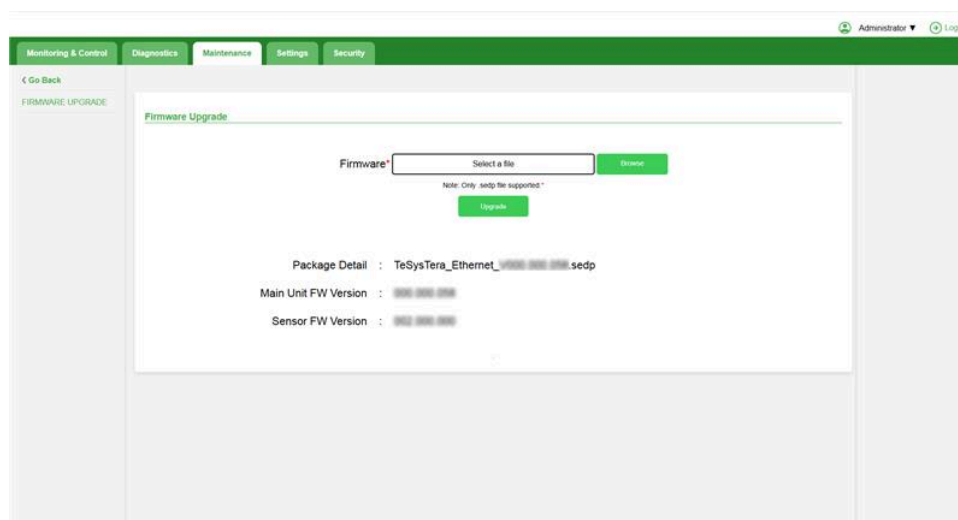 Administrator ▼ Log
Monitoring & Control Diagnostics Maintenance Settings Security
< Go Back
FIRMWARE UPGRADE
Firmware Upgrade
Firmware* Select a file Browse
Note: Only .sedp file supported.*
Upgrade
Package Detail : TeSysTera_Ethernet_ .sedp
Main Unit FW Version :
Sensor FW Version :